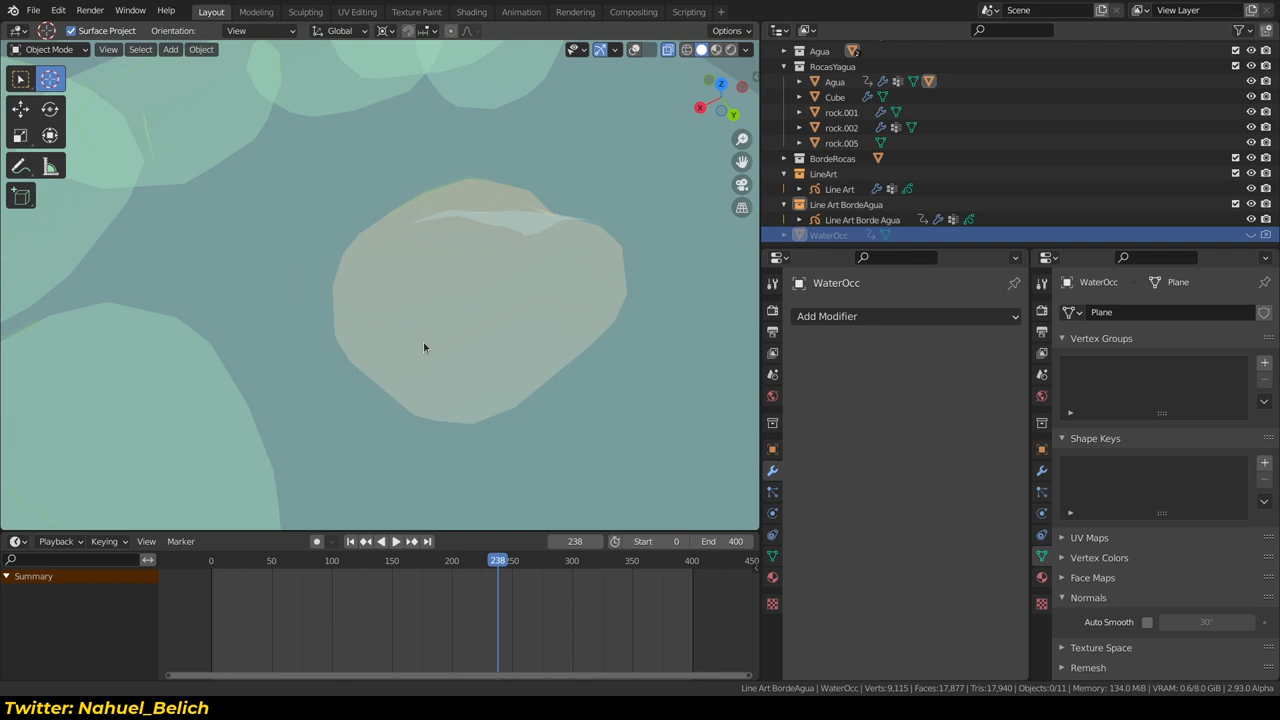 File Edit Render Window Help Layout Modeling Sculpting UV Editing Texture Paint Shading Animation Rendering Compositing Scripting + Scene View Layer
Surface Project Orientation: View Global Options
Object Mode View Select Add Object
Agua
RocasYagua
Agua
Cube
rock.001
rock.002
rock.005
BordeRocas
LineArt
Line Art
Line Art BordeAgua
Line Art Borde Agua
WaterOcc
X
Y
Z
WaterOcc
Add Modifier
WaterOcc Plane
Plane
Vertex Groups
Shape Keys
UV Maps
Vertex Colors
Face Maps
Normals
Auto Smooth 30°
Texture Space
Remesh
Playback Keying View Marker 238 Start 0 End 400
0 50 100 150 200 238 50 300 350 400 450
Summary
Line Art BordeAgua | WaterOcc | Verts:9,115 | Faces:17,877 | Tris:17,940 | Objects:0/11 | Memory: 134.0 MiB | VRAM: 0.6/8.0 GiB | 2.93.0 Alpha
Twitter: Nahuel_Belich